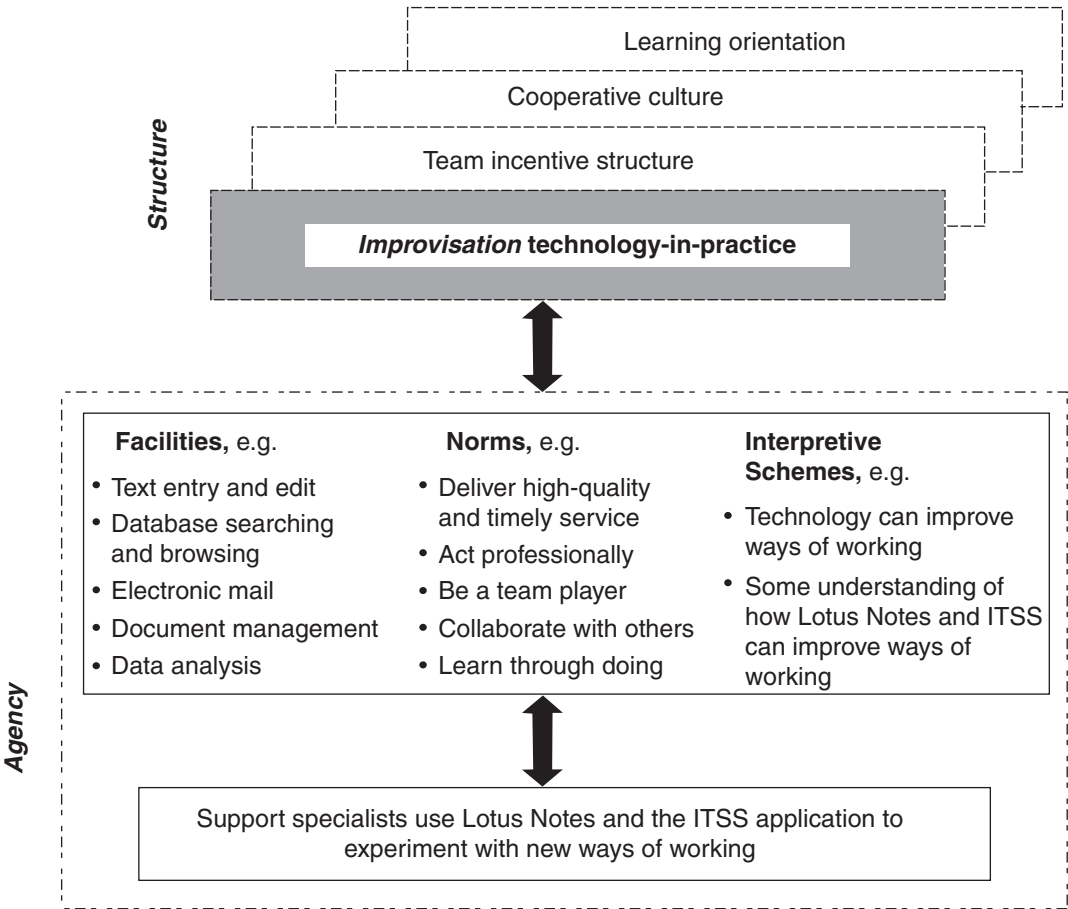 Learning orientation
Cooperative culture
Team incentive structure
Structure
Improvisation technology-in-practice
Facilities, e.g.
• Text entry and edit
• Database searching
and browsing
• Electronic mail
• Document management
• Data analysis
Norms, e.g.
• Deliver high-quality
and timely service
• Act professionally
• Be a team player
• Collaborate with others
• Learn through doing
Interpretive
Schemes, e.g.
• Technology can improve
ways of working
• Some understanding of
how Lotus Notes and ITSS
can improve ways of
working
Agency
Support specialists use Lotus Notes and the ITSS application to
experiment with new ways of working